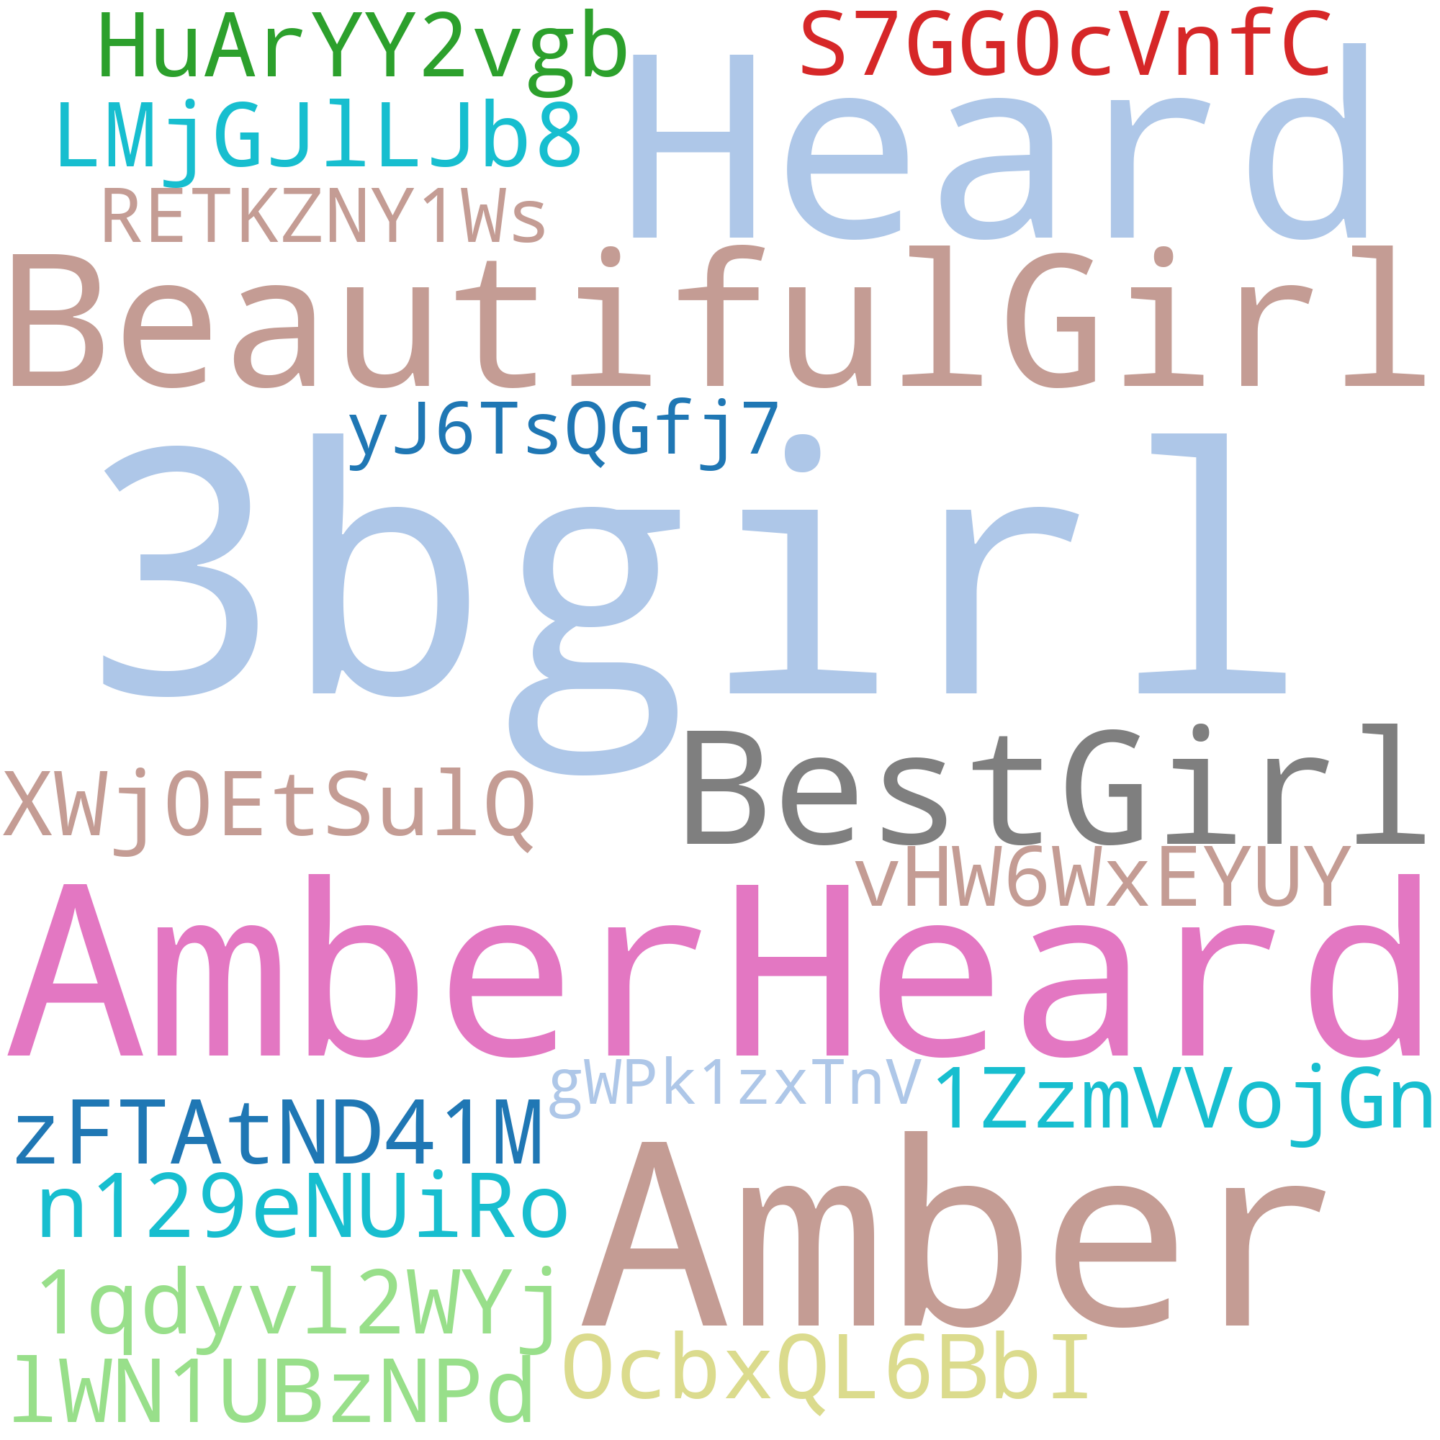 HuArYY2vgb
S7GG0cVnfC
LMjGJlLJb8
Heard
RETKZNY1Ws
BeautifulGirl
yJ6TsQGfj7
3bgirl
BestGirl
XWj0EtSulQ
vHW6WxEYUY
AmberHeard
gWPk1zxTnV
1ZzmVVojGn
zFTAtND41M
n129eNUiRo
Amber
1qdyvl2WYj
OcbxQL6BbI
lWN1UBzNPd